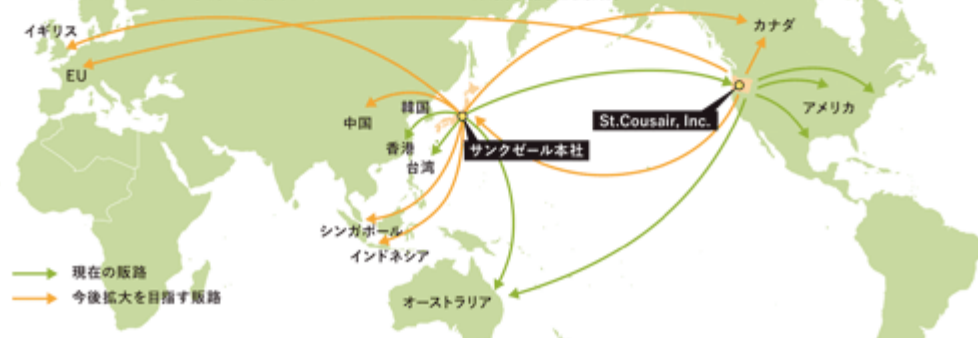 イギリス
カナダ
EU
韓国
アメリカ
中国
St.Cousair, Inc.
香港
サンクゼール本社
台湾
シンガポール
インドネシア
現在の販路
今後拡大を目指す販路
オーストラリア